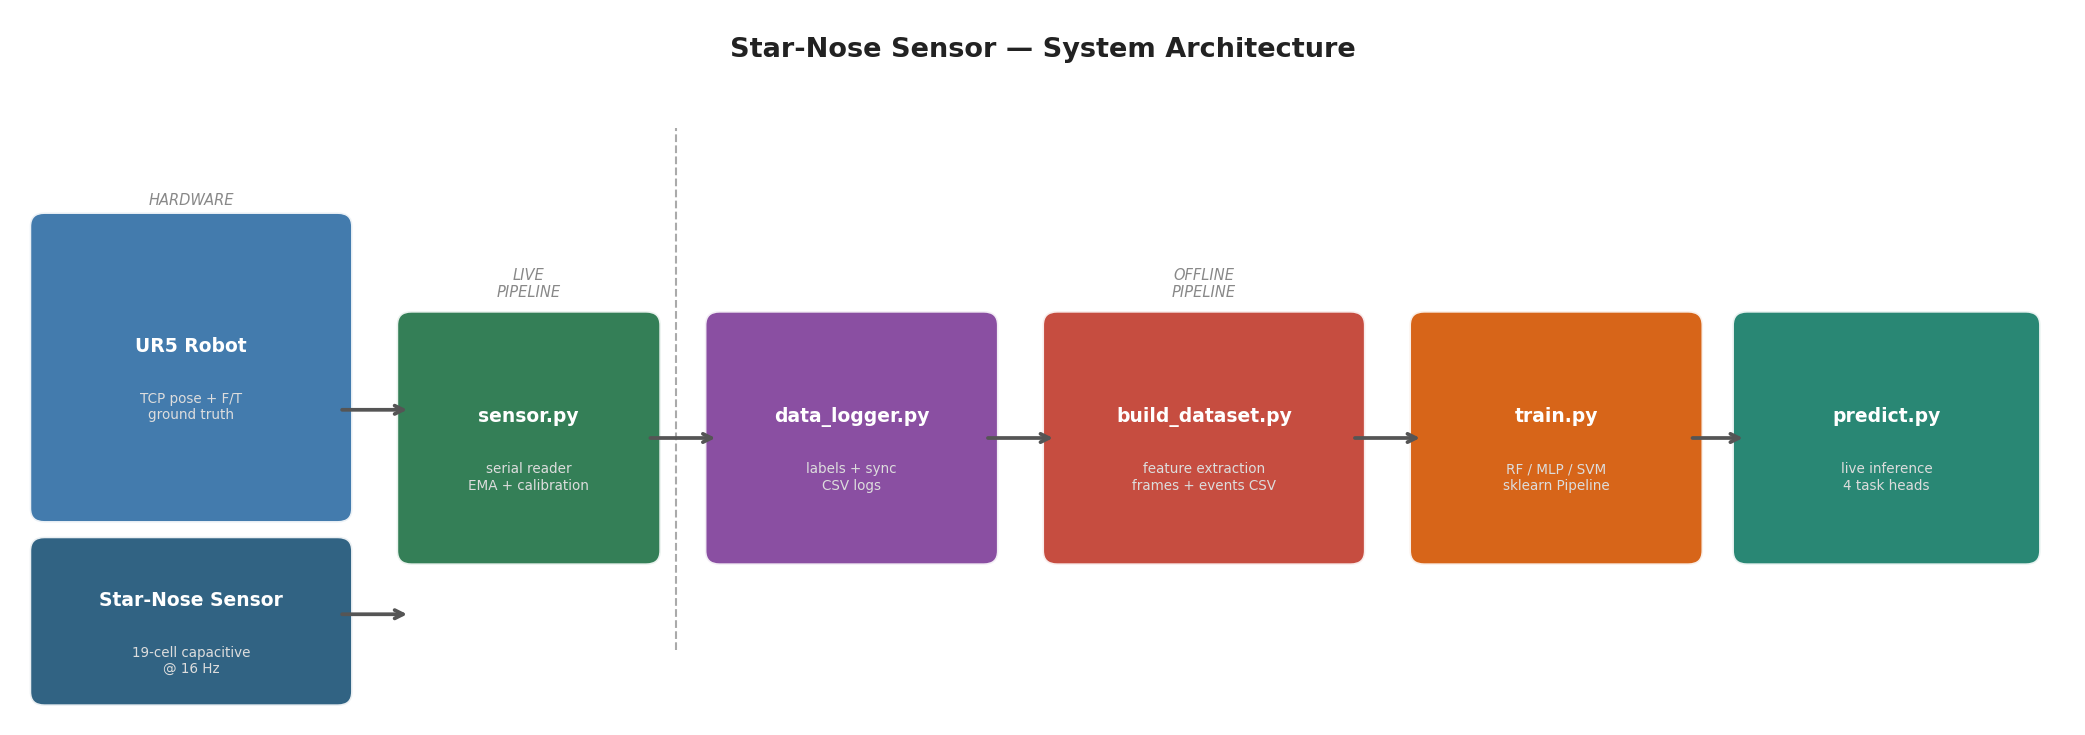 Star-Nose Sensor — System Architecture
HARDWARE
UR5 Robot
TCP pose + F/T
ground truth
Star-Nose Sensor
19-cell capacitive
@ 16 Hz
LIVE
PIPELINE
sensor.py
serial reader
EMA + calibration
data_logger.py
labels + sync
CSV logs
OFFLINE
PIPELINE
build_dataset.py
feature extraction
frames + events CSV
train.py
RF / MLP / SVM
sklearn Pipeline
predict.py
live inference
4 task heads